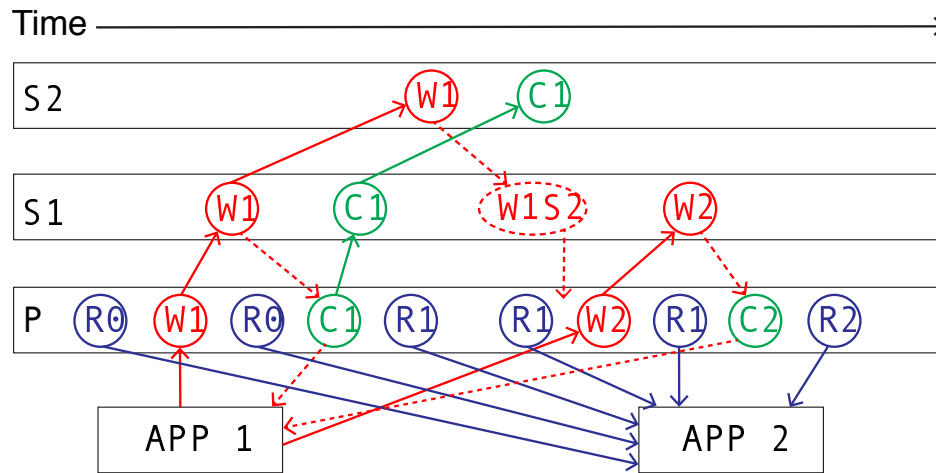 Time
S2 W1 C1
S1 W1 C1 W1S2 W2
P R0 W1 R0 C1 R1 R1 W2 R1 C2 R2
APP 1 APP 2